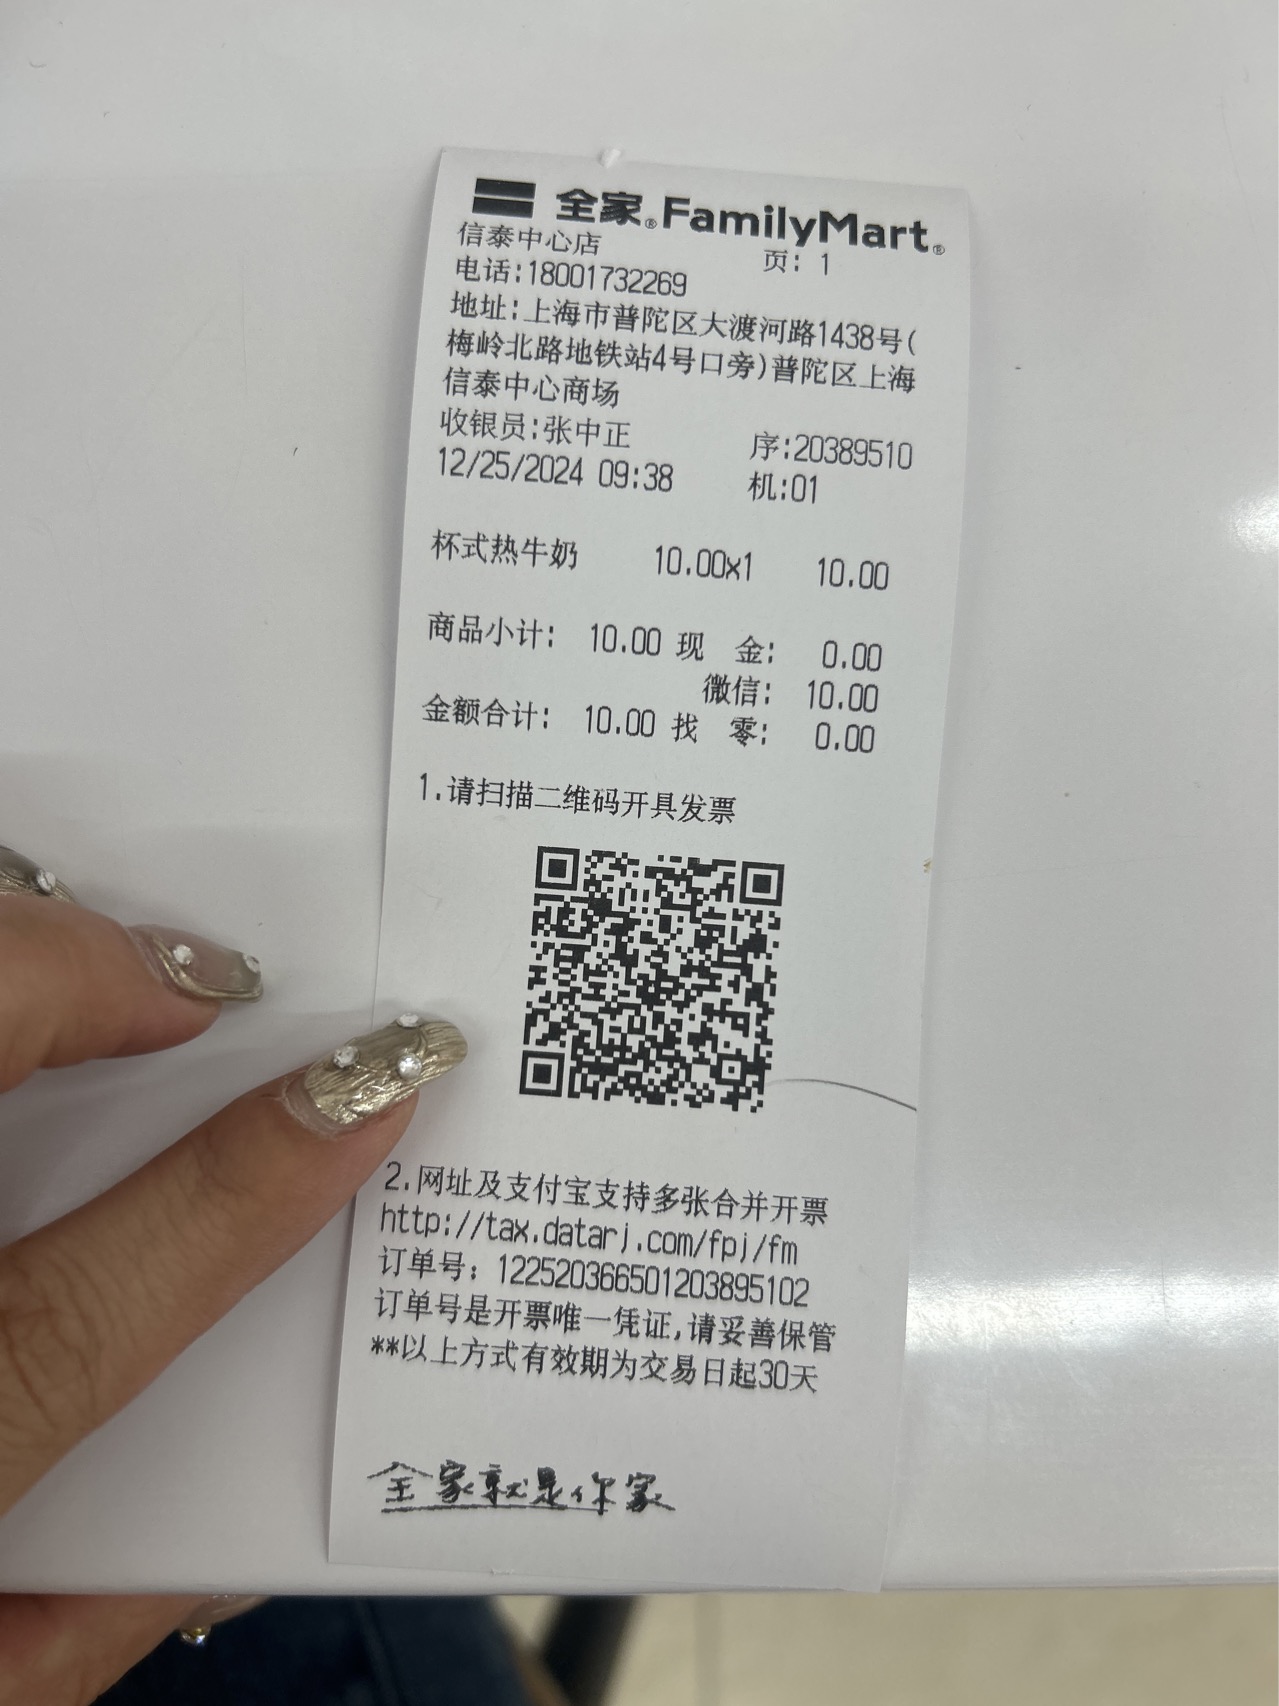 全家®FamilyMart®
信泰中心店 页: 1
电话:18001732269
地址:上海市普陀区大渡河路1438号(
梅岭北路地铁站4号口旁)普陀区上海
信泰中心商场
收银员:张中正 序:20389510
12/25/2024 09:38 机:01
杯式热牛奶 10.00x1 10.00
商品小计: 10.00 现 金: 0.00
微信: 10.00
金额合计: 10.00 找 零: 0.00
1.请扫描二维码开具发票
2.网址及支付宝支持多张合并开票
http://tax.datarj.com/fpj/fm
订单号: 122520366501203895102
订单号是开票唯一凭证,请妥善保管
**以上方式有效期为交易日起30天
全家就是你家